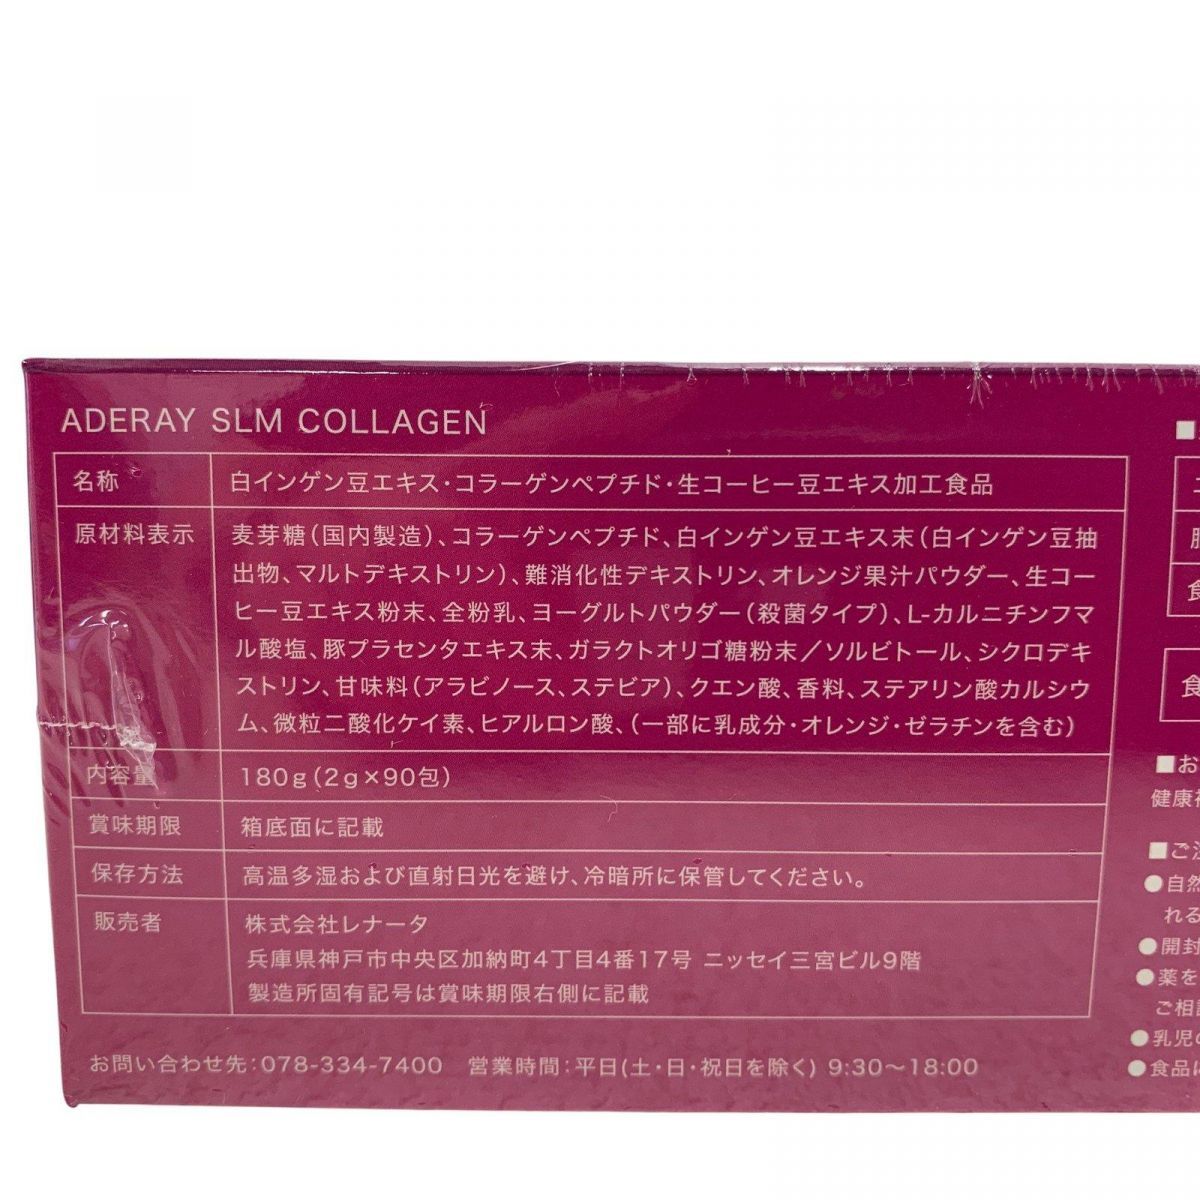 ADERAY SLM COLLAGEN
名称
白インゲン豆エキス・コラーゲンペプチド・生コーヒー豆エキス加工食品
原材料表示
麦芽糖(国内製造)、コラーゲンペプチド、白インゲン豆エキス末(白インゲン豆抽
出物、マルトデキストリン)、難消化性デキストリン、オレンジ果汁パウダー、生コー
ヒー豆エキス粉末、全粉乳、ヨーグルトパウダー(殺菌タイプ)、L-カルニチンフマ
ル酸塩、豚プラセンタエキス末、ガラクトオリゴ糖粉末／ソルビトール、シクロデキ
ストリン、甘味料(アラビノース、ステビア)、クエン酸、香料、ステアリン酸カルシウ
ム、微粒二酸化ケイ素、ヒアルロン酸、(一部に乳成分・オレンジ・ゼラチンを含む)
内容量
180g(2g×90包)
賞味期限
箱底面に記載
保存方法
高温多湿および直射日光を避け、冷暗所に保管してください。
販売者
株式会社レナータ
兵庫県神戸市中央区加納町4丁目4番17号 ニッセイ三宮ビル9階
製造所固有記号は賞味期限右側に記載
お問い合わせ先:078-334-7400 営業時間:平日(土・日・祝日を除く) 9:30～18:00
■
食
■お
健康
■ご
●自然
れる
●開封
●薬を
ご相
●乳児の
●食品に